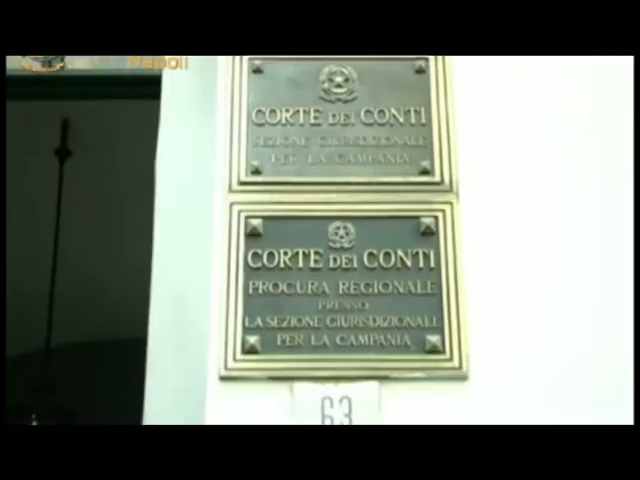 Napoli
CORTE DEI CONTI
SEZIONE GIURISDIZIONALE
PER LA CAMPANIA
CORTE DEI CONTI
PROCURA REGIONALE
PRESSO
LA SEZIONE GIURISDIZIONALE
PER LA CAMPANIA
63